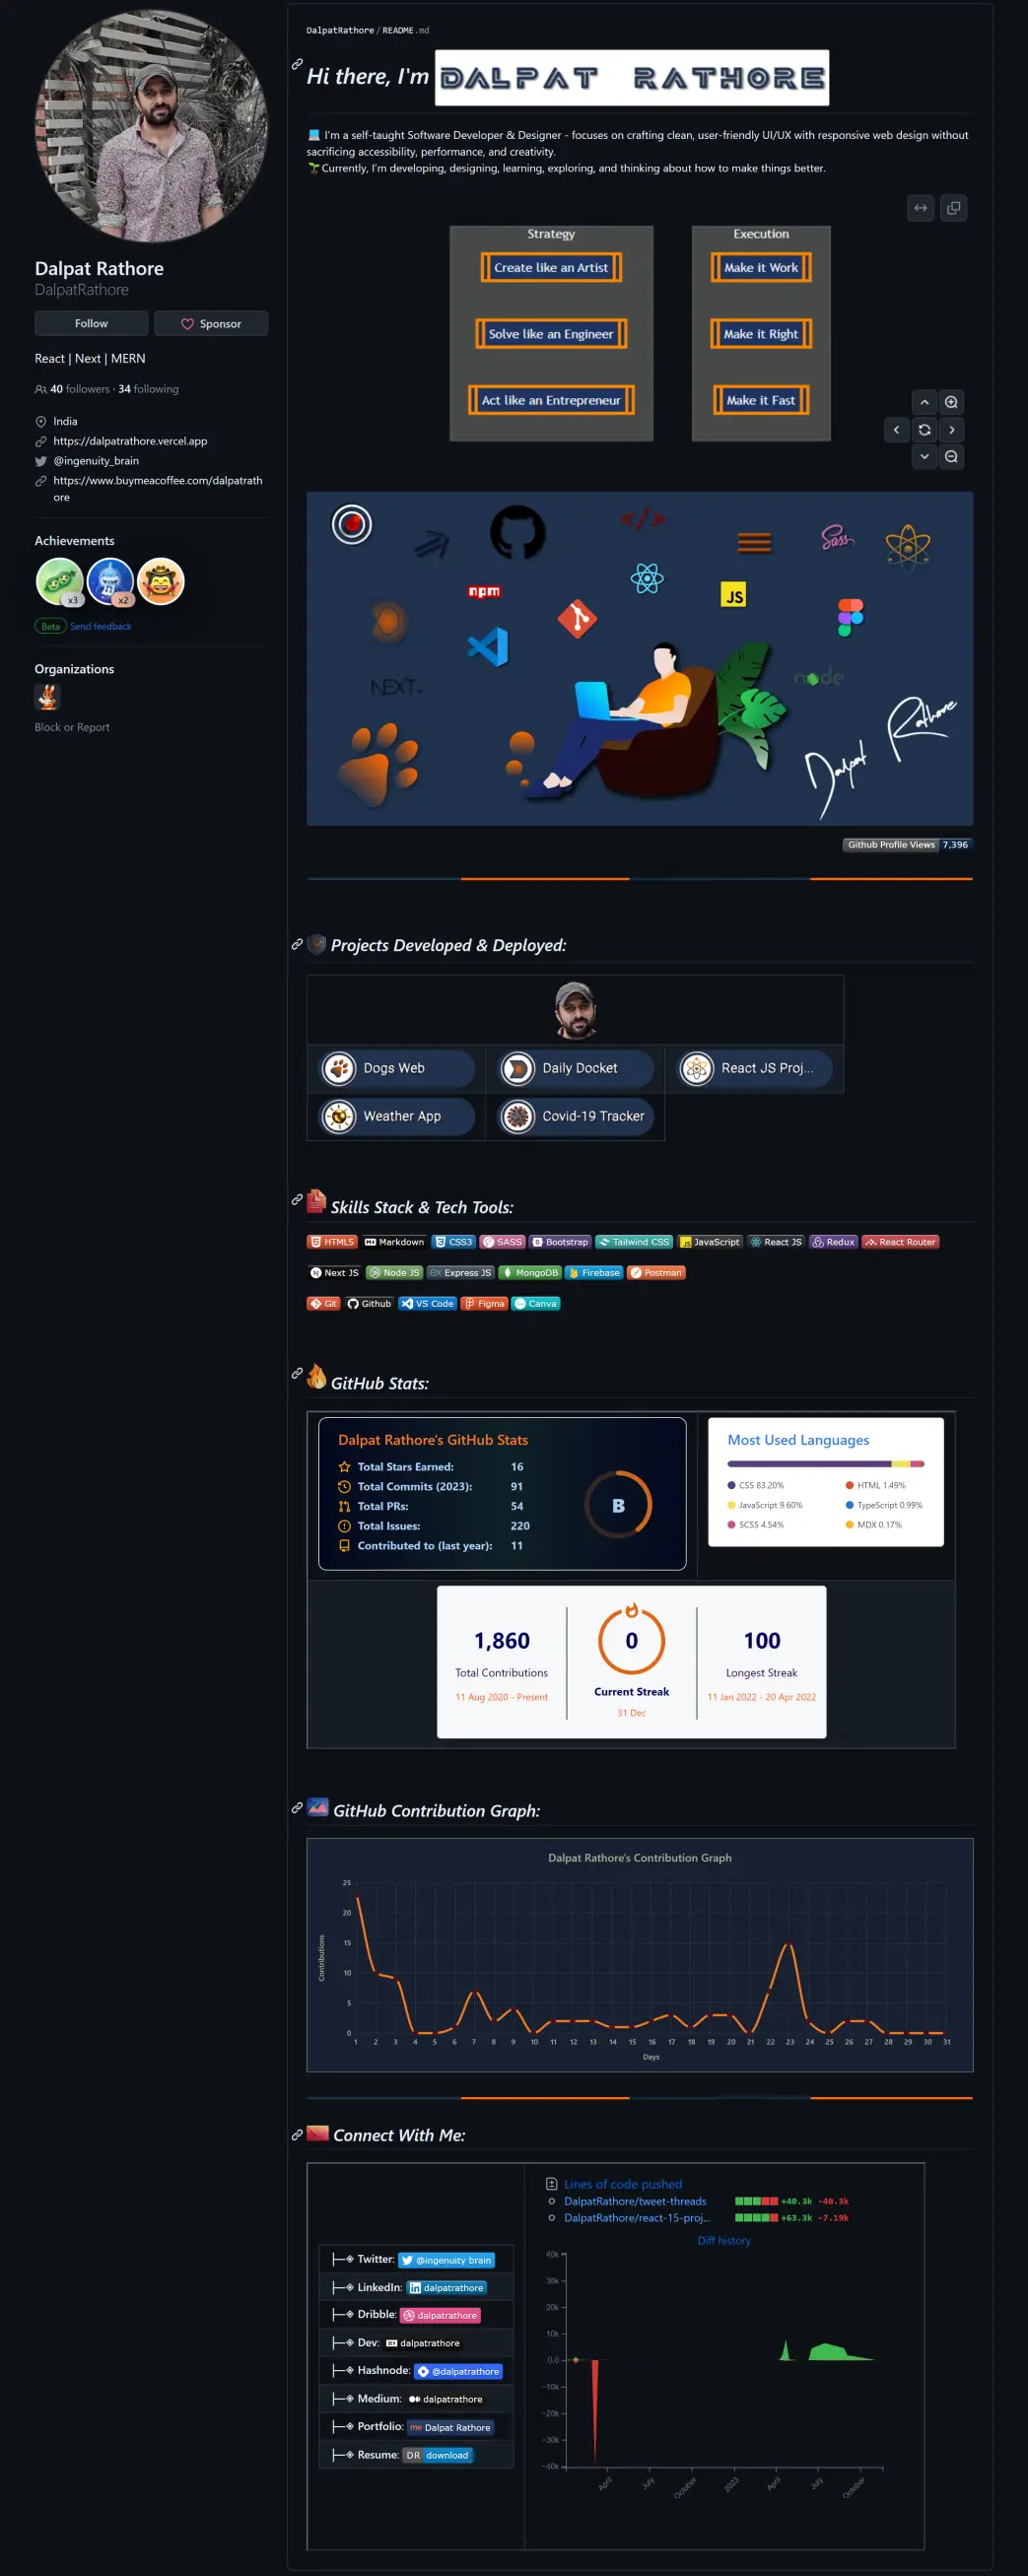 DalpatRathore / README.md
Hi there, I'm DALPAT RATHORE
I'm a self-taught Software Developer & Designer - focuses on crafting clean, user-friendly UI/UX with responsive web design without
sacrificing accessibility, performance, and creativity.
Currently, I'm developing, designing, learning, exploring, and thinking about how to make things better.
Dalpat Rathore
DalpatRathore
Follow
Sponsor
React | Next | MERN
40 followers · 34 following
India
https://dalpatrathore.vercel.app
@ingenuity_brain
https://www.buymeacoffee.com/dalpatrath
ore
Achievements
x3
x2
Beta Send feedback
Organizations
Block or Report
Strategy
Create like an Artist
Solve like an Engineer
Act like an Entrepreneur
Execution
Make it Work
Make it Right
Make it Fast
</>
Sass
npm
JS
NEXT
node
Dalpat Rathore
Github Profile Views 7,396
Projects Developed & Deployed:
Dogs Web
Daily Docket
React JS Proj...
Weather App
Covid-19 Tracker
Skills Stack & Tech Tools:
HTML5 Markdown CSS3 SASS Bootstrap Tailwind CSS JavaScript React JS Redux React Router
Next JS Node JS Express JS MongoDB Firebase Postman
Git Github VS Code Figma Canva
GitHub Stats:
Dalpat Rathore's GitHub Stats
Total Stars Earned: 16
Total Commits (2023): 91
Total PRs: 54
Total Issues: 220
Contributed to (last year): 11
B
Most Used Languages
CSS 83.20% HTML 1.49%
JavaScript 9.60% TypeScript 0.99%
SCSS 4.54% MDX 0.17%
1,860
Total Contributions
11 Aug 2020 - Present
0
Current Streak
31 Dec
100
Longest Streak
11 Jan 2022 - 20 Apr 2022
GitHub Contribution Graph:
Dalpat Rathore's Contribution Graph
Contributions
25
20
15
10
5
0
1 2 3 4 5 6 7 8 9 10 11 12 13 14 15 16 17 18 19 20 21 22 23 24 25 26 27 28 29 30 31
Days
Connect With Me:
Twitter: @ingenuity brain
LinkedIn: dalpatrathore
Dribble: dalpatrathore
Dev: DEV dalpatrathore
Hashnode: @dalpatrathore
Medium: dalpatrathore
Portfolio: me Dalpat Rathore
Resume: DR download
Lines of code pushed
DalpatRathore/tweet-threads +40.3k -40.3k
DalpatRathore/react-15-proj... +63.3k -7.19k
Diff history
40k
30k
20k
10k
0.0
−10k
−20k
−30k
−40k
April July October 2023 April July October